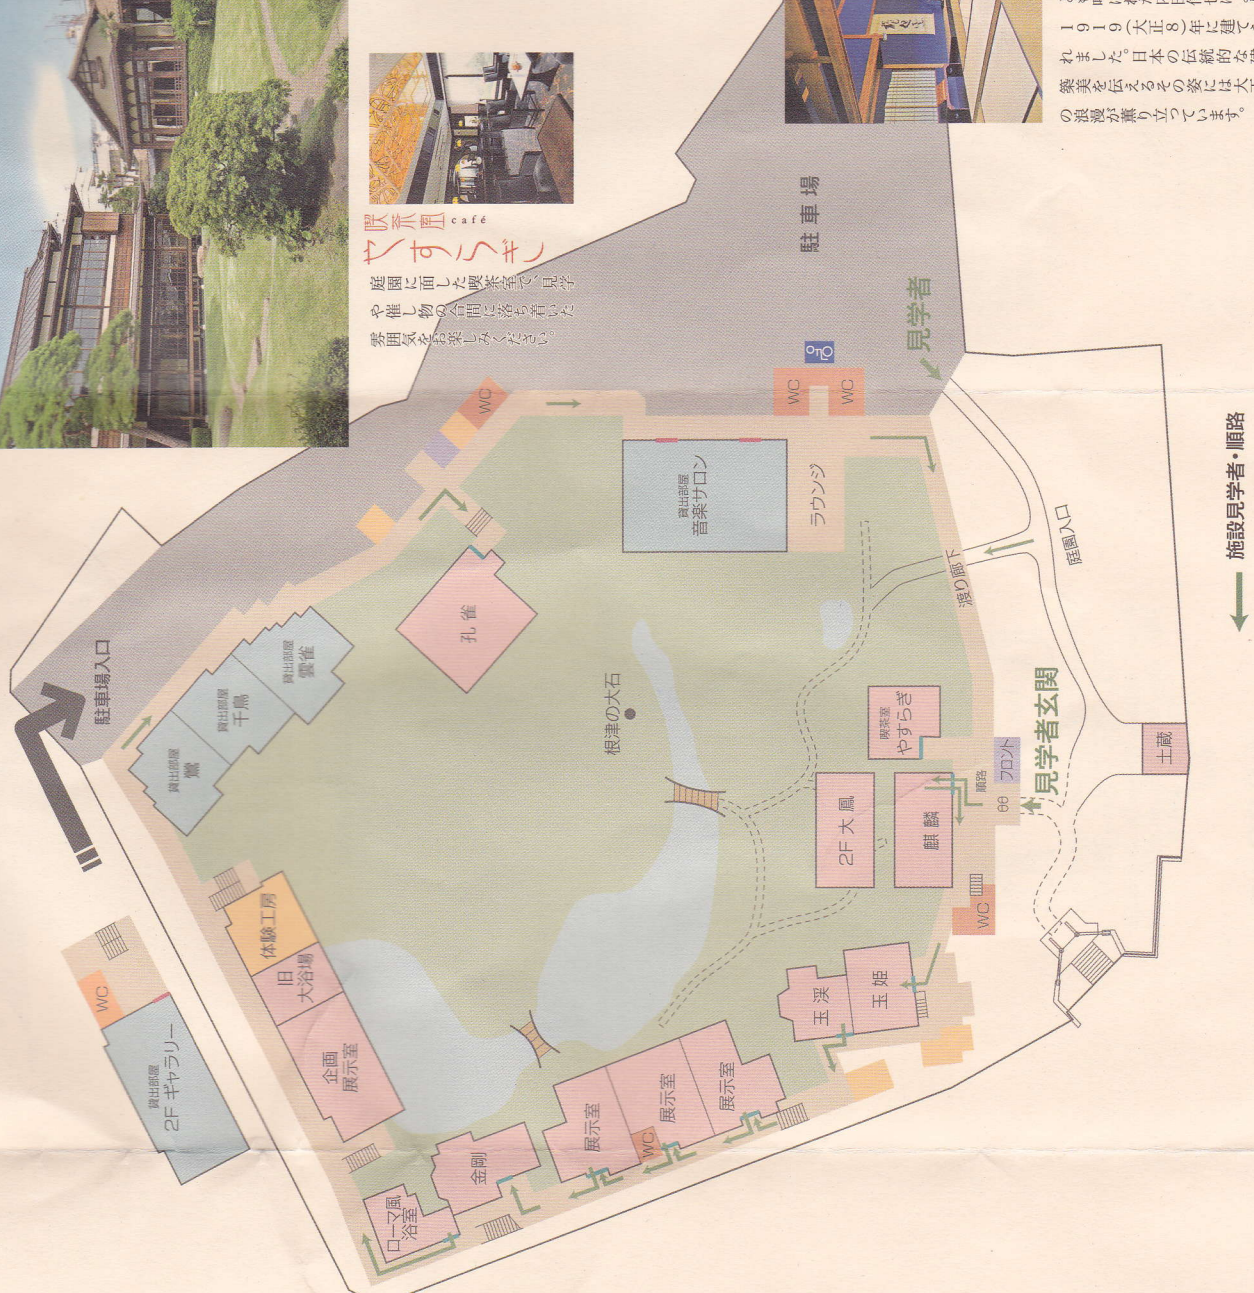 1919(大正8)年に建て
れました。日本の伝統的な建
築美を伝えるその姿には大正
の浪漫が薫り立っています。
喫茶室 café
やすらぎ
庭園に面した喫茶室で、見学
や催し物の合間に落ち着いた
雰囲気をお楽しみください。
駐車場入口
駐車場
見学者
WC
WC
WC
貸出部屋
音楽サロン
ラウンジ
孔雀
貸出部屋
雲雀
貸出部屋
千鳥
貸出部屋
鶯
根津の大石
渡り廊下
庭園入口
喫茶室
やすらぎ
2F 大鳳
麒麟
順路
フロント
見学者玄関
土蔵
WC
体験工房
旧
大浴場
企画
展示室
WC
貸出部屋
2F ギャラリー
玉渓
玉姫
展示室
展示室
展示室
WC
金剛
ローマ風
浴室
施設見学者・順路